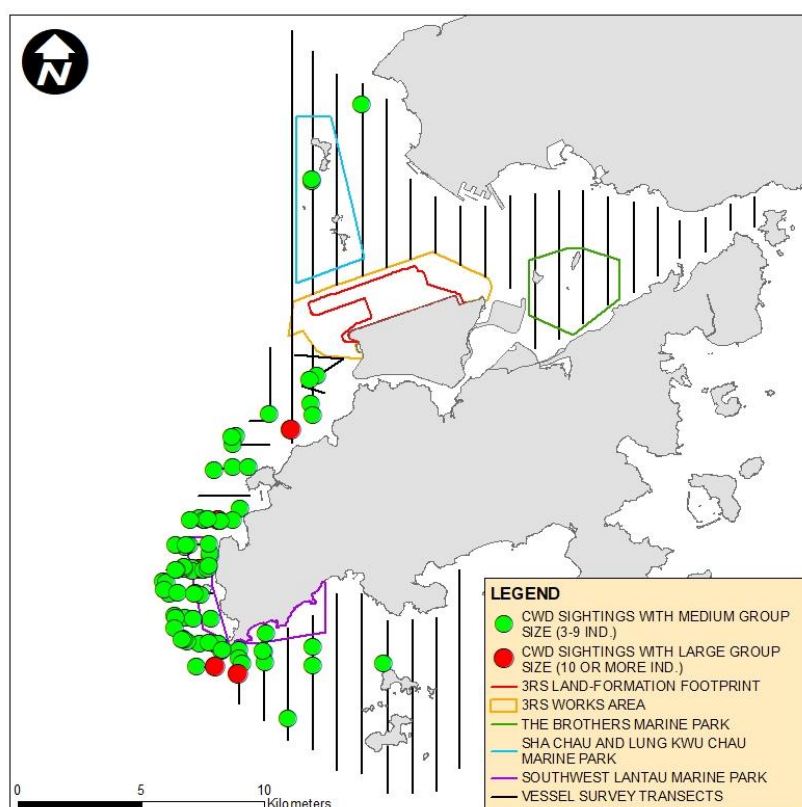 N
LEGEND
CWD SIGHTINGS WITH MEDIUM GROUP
SIZE (3-9 IND.)
CWD SIGHTINGS WITH LARGE GROUP
SIZE (10 OR MORE IND.)
3RS LAND-FORMATION FOOTPRINT
3RS WORKS AREA
THE BROTHERS MARINE PARK
SHA CHAU AND LUNG KWU CHAU
MARINE PARK
SOUTHWEST LANTAU MARINE PARK
VESSEL SURVEY TRANSECTS
0 5 10
Kilometers